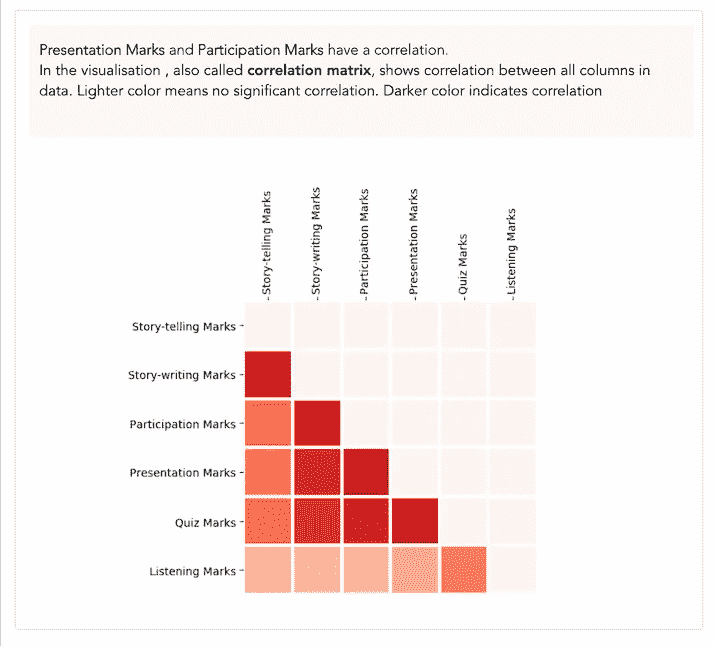 Presentation Marks and Participation Marks have a correlation.
In the visualisation , also called correlation matrix, shows correlation between all columns in
data. Lighter color means no significant correlation. Darker color indicates correlation
Story-telling Marks
Story-writing Marks
Participation Marks
Presentation Marks
Quiz Marks
Listening Marks
Story-telling Marks
Story-writing Marks
Participation Marks
Presentation Marks
Quiz Marks
Listening Marks